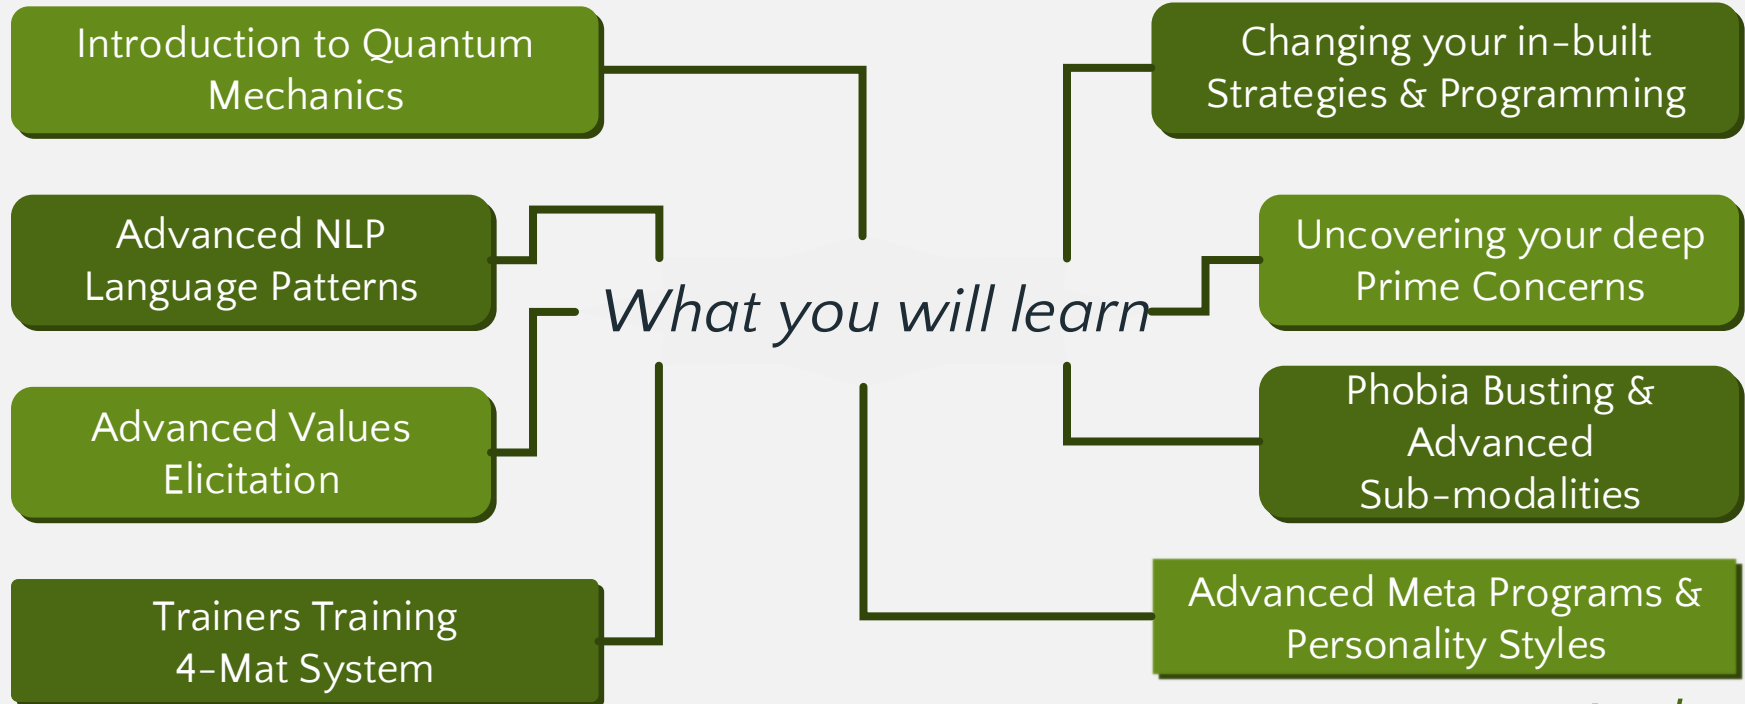 Introduction to Quantum
Mechanics
Changing your in-built
Strategies & Programming
Advanced NLP
Language Patterns
Uncovering your deep
Prime Concerns
What you will learn
Advanced Values
Elicitation
Phobia Busting &
Advanced
Sub-modalities
Trainers Training
4-Mat System
Advanced Meta Programs &
Personality Styles